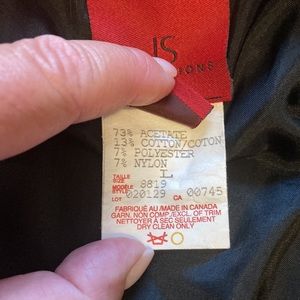 IS
IONS
73% ACETATE
13% COTTON/COTON
7% POLYESTER
7% NYLON
TAILLE
SIZE L
MODÈLE
STYLE 8819
LOT 020129 CA 00745
FABRIQUÉ AU/MADE IN CANADA
GARN. NON COMP./EXCL. OF TRIM
NETTOYER À SEC SEULEMENT
DRY CLEAN ONLY